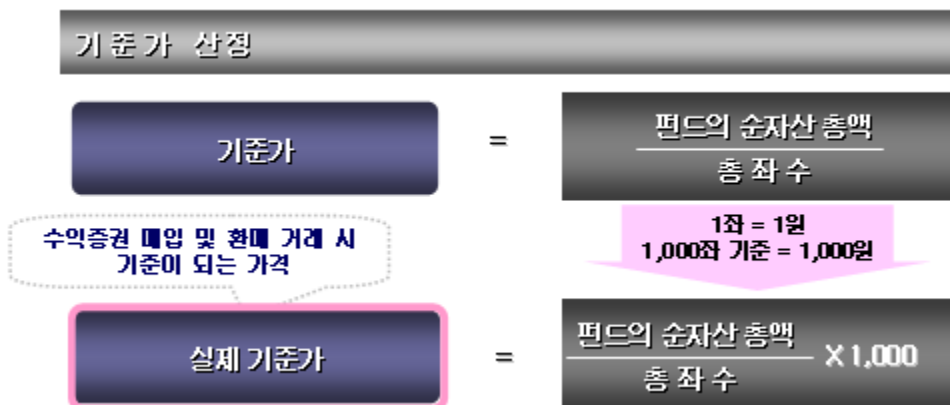 기준가 산정
기준가
=
펀드의 순자산 총액
총 좌 수
수익증권 매입 및 환매 거래 시
기준이 되는 가격
1좌 = 1원
1,000좌 기준 = 1,000원
실제 기준가
=
펀드의 순자산 총액
총 좌 수
X 1,000